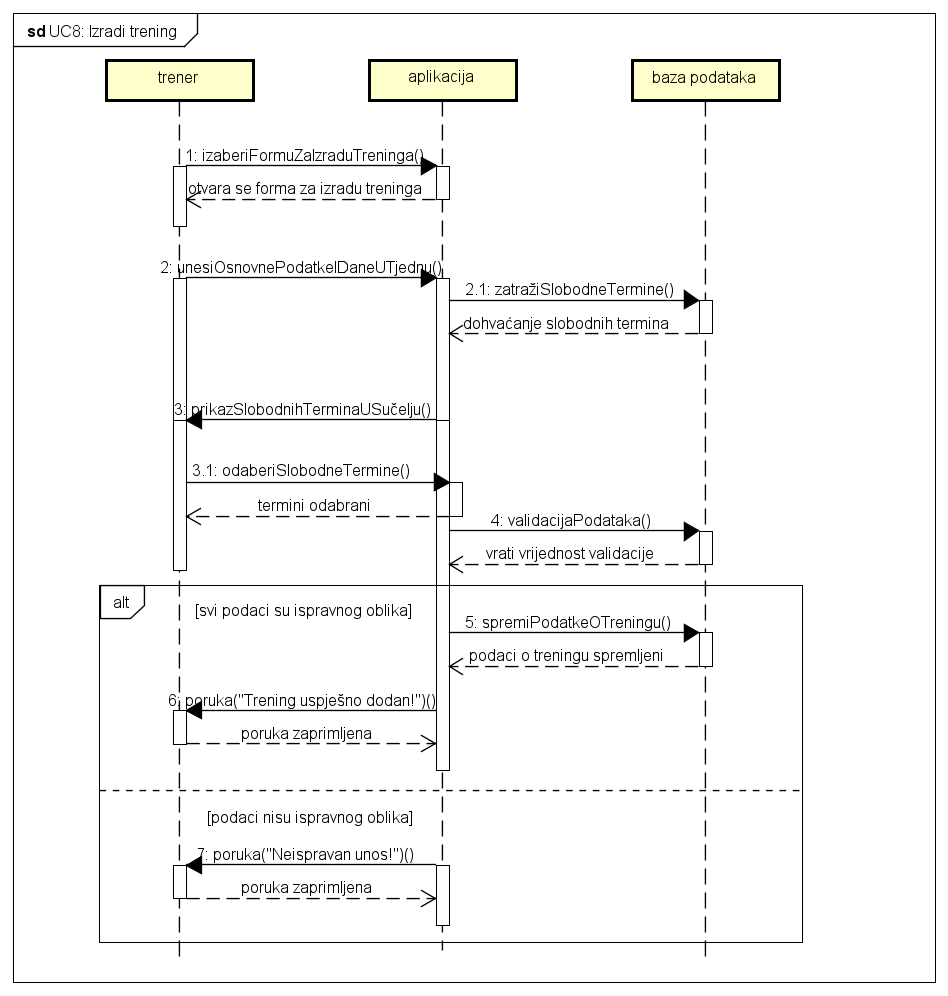 sd UC8: Izradi trening
trener
aplikacija
baza podataka
1: izaberiFormuZaIzraduTreninga()
otvara se forma za izradu treninga
2: unesiOsnovnePodatkeIDaneUTjednu()
2.1: zatražiSlobodneTermine()
dohvaćanje slobodnih termina
3: prikazSlobodnihTerminaUSučelju()
3.1: odaberiSlobodneTermine()
termini odabrani
4: validacijaPodataka()
vrati vrijednost validacije
alt
[svi podaci su ispravnog oblika]
5: spremiPodatkeOTreningu()
podaci o treningu spremljeni
6: poruka("Trening uspješno dodan!")()
poruka zaprimljena
[podaci nisu ispravnog oblika]
7: poruka("Neispravan unos!")()
poruka zaprimljena